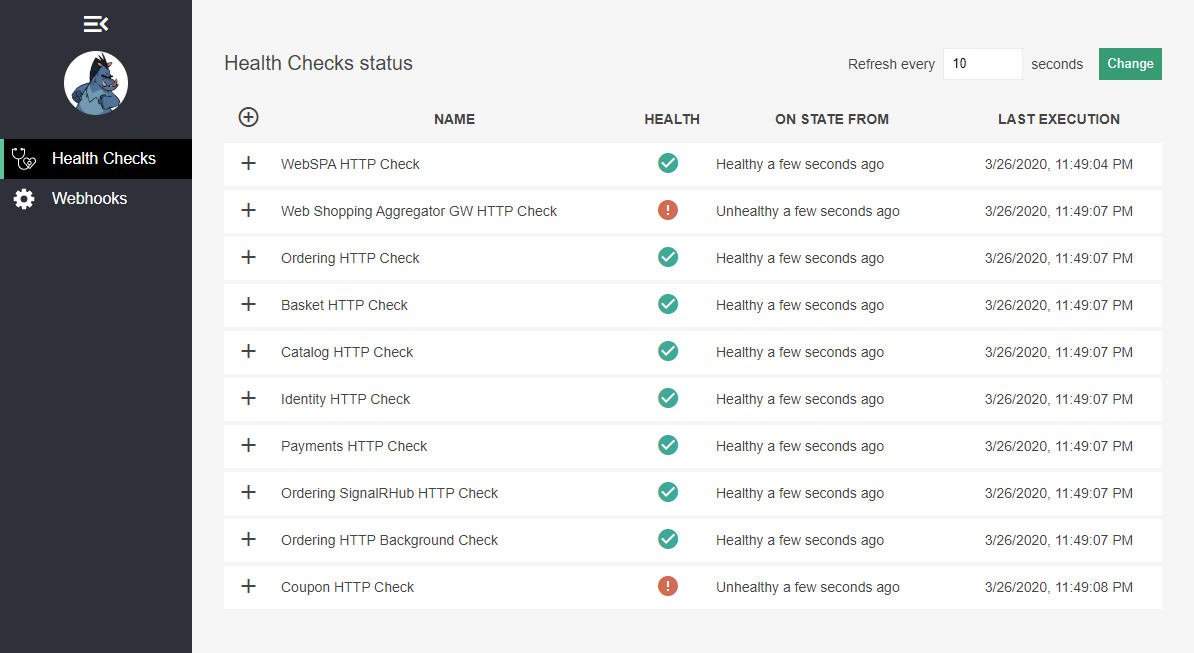 Health Checks status
Refresh every 10 seconds Change
NAME HEALTH ON STATE FROM LAST EXECUTION
Health Checks
Webhooks
WebSPA HTTP Check Healthy a few seconds ago 3/26/2020, 11:49:04 PM
Web Shopping Aggregator GW HTTP Check Unhealthy a few seconds ago 3/26/2020, 11:49:07 PM
Ordering HTTP Check Healthy a few seconds ago 3/26/2020, 11:49:07 PM
Basket HTTP Check Healthy a few seconds ago 3/26/2020, 11:49:07 PM
Catalog HTTP Check Healthy a few seconds ago 3/26/2020, 11:49:07 PM
Identity HTTP Check Healthy a few seconds ago 3/26/2020, 11:49:07 PM
Payments HTTP Check Healthy a few seconds ago 3/26/2020, 11:49:07 PM
Ordering SignalRHub HTTP Check Healthy a few seconds ago 3/26/2020, 11:49:07 PM
Ordering HTTP Background Check Healthy a few seconds ago 3/26/2020, 11:49:07 PM
Coupon HTTP Check Unhealthy a few seconds ago 3/26/2020, 11:49:08 PM